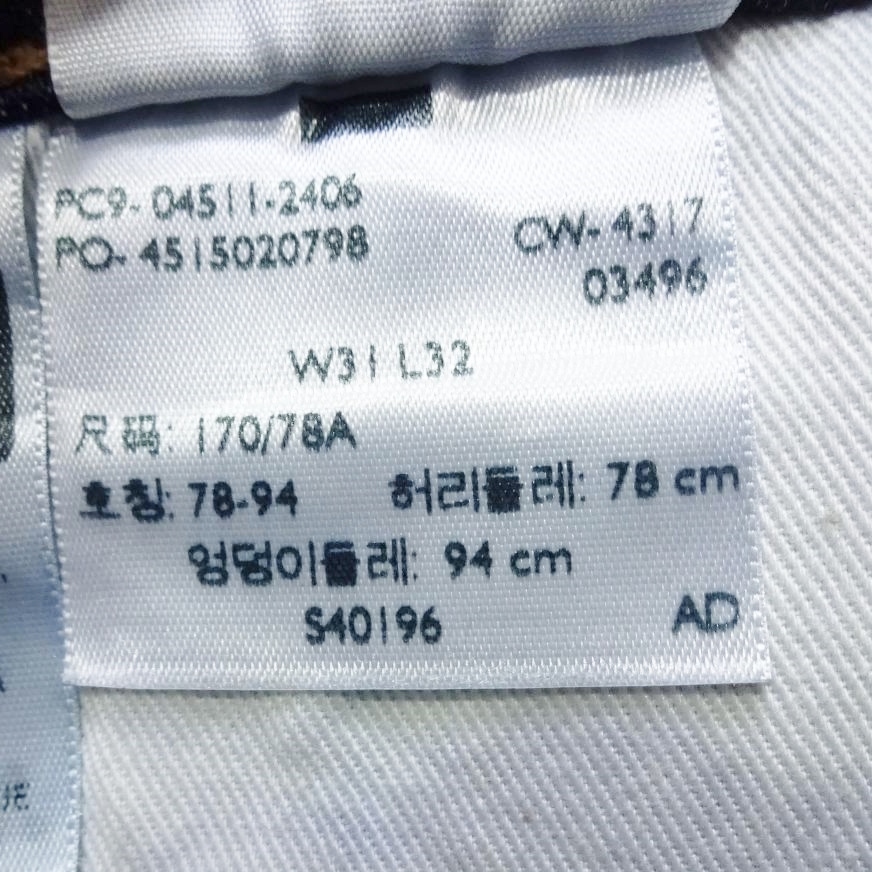 PC9-04511-2406
PO-4515020798
CW-4317
03496
W31 L32
尺码: 170/78A
호칭: 78-94 허리둘레: 78 cm
엉덩이둘레: 94 cm
S40196 AD